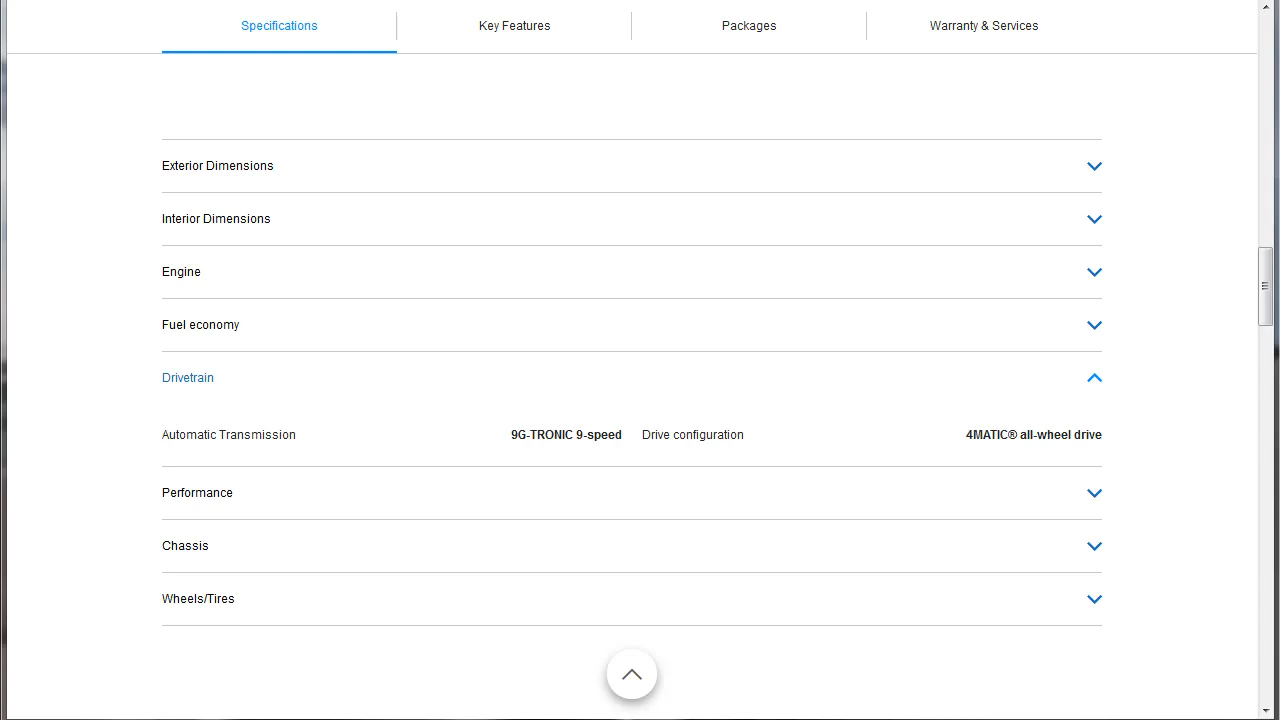 Specifications
Key Features
Packages
Warranty & Services
Exterior Dimensions
Interior Dimensions
Engine
Fuel economy
Drivetrain
Automatic Transmission 9G-TRONIC 9-speed Drive configuration 4MATIC® all-wheel drive
Performance
Chassis
Wheels/Tires